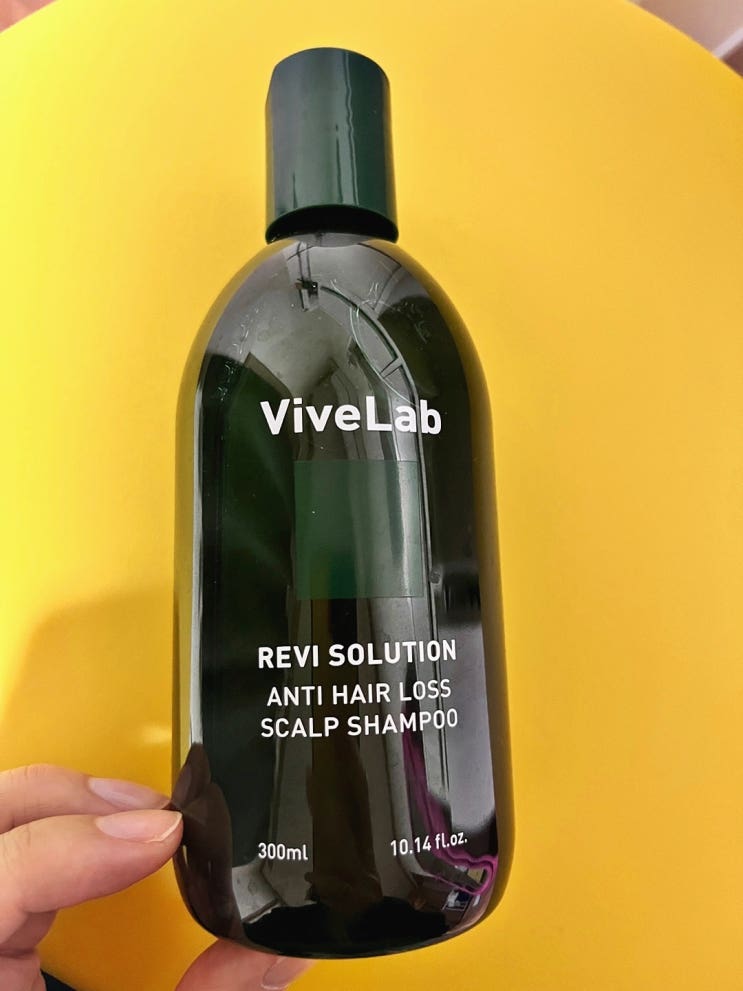 ViveLab
REVI SOLUTION
ANTI HAIR LOSS
SCALP SHAMPOO
300ml 10.14 fl.oz.